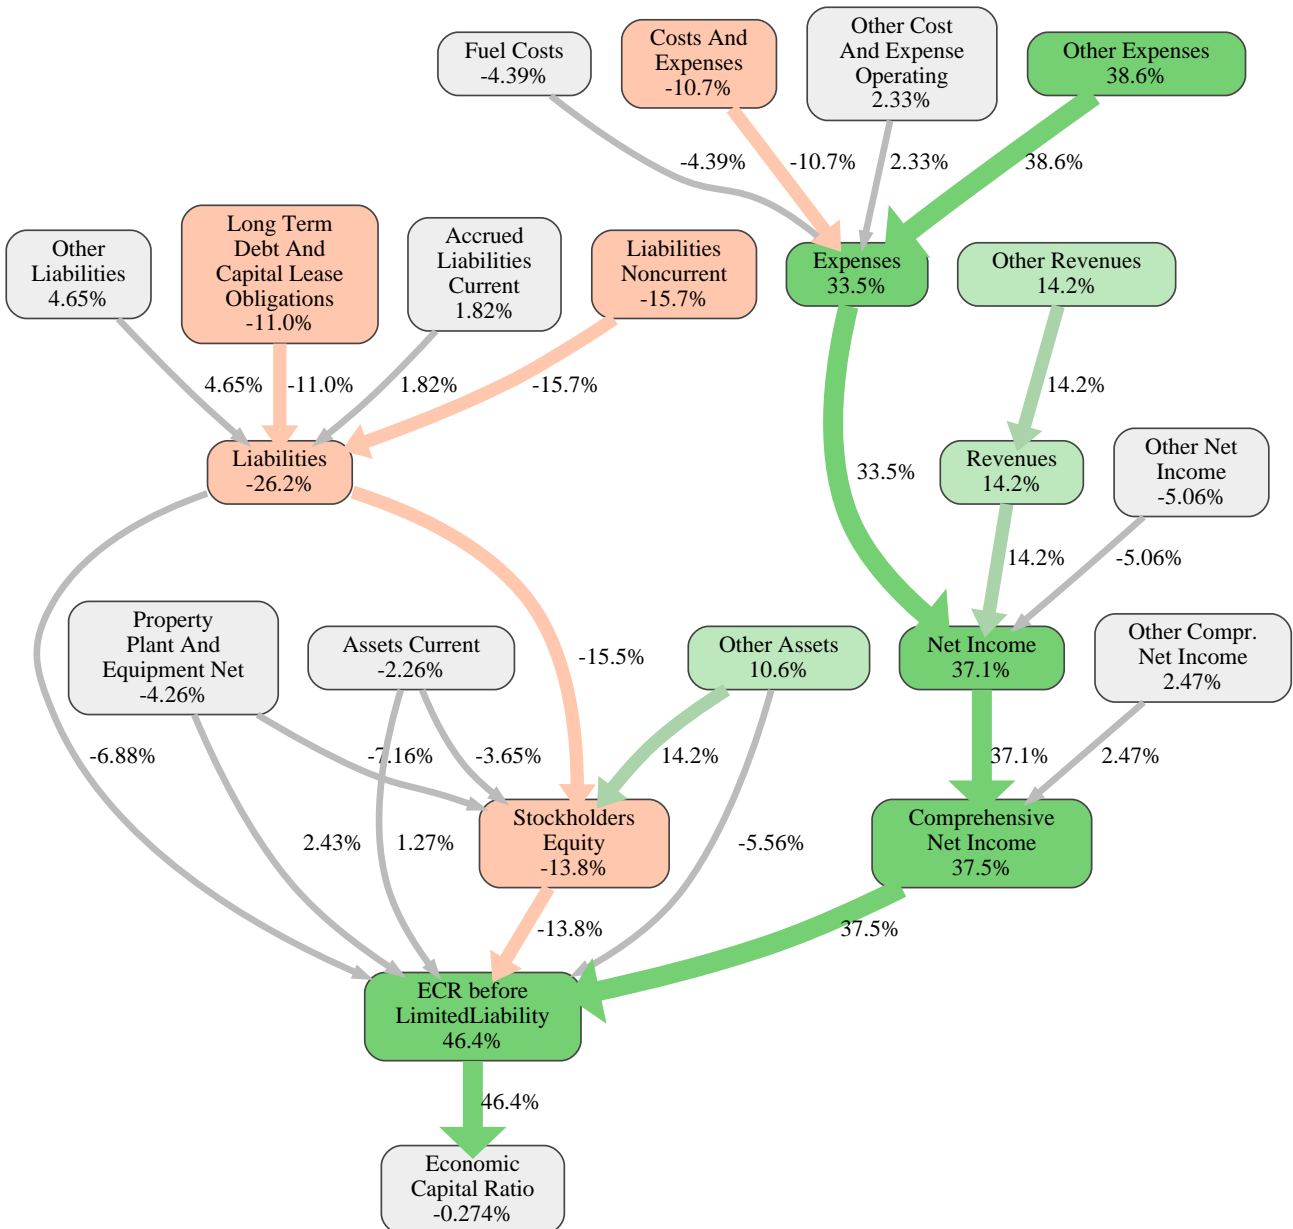 Fuel Costs
-4.39%
Costs And
Expenses
-10.7%
Other Cost
And Expense
Operating
2.33%
Other Expenses
38.6%
-4.39%
-10.7%
2.33%
38.6%
Other
Liabilities
4.65%
Long Term
Debt And
Capital Lease
Obligations
-11.0%
Accrued
Liabilities
Current
1.82%
Liabilities
Noncurrent
-15.7%
Expenses
33.5%
Other Revenues
14.2%
4.65%
-11.0%
1.82%
-15.7%
14.2%
Liabilities
-26.2%
33.5%
Revenues
14.2%
Other Net
Income
-5.06%
14.2%
-5.06%
Property
Plant And
Equipment Net
-4.26%
Assets Current
-2.26%
-15.5%
Other Assets
10.6%
Net Income
37.1%
Other Compr.
Net Income
2.47%
-6.88%
-7.16%
-3.65%
14.2%
37.1%
2.47%
2.43%
1.27%
Stockholders
Equity
-13.8%
-5.56%
Comprehensive
Net Income
37.5%
-13.8%
37.5%
ECR before
LimitedLiability
46.4%
46.4%
Economic
Capital Ratio
-0.274%